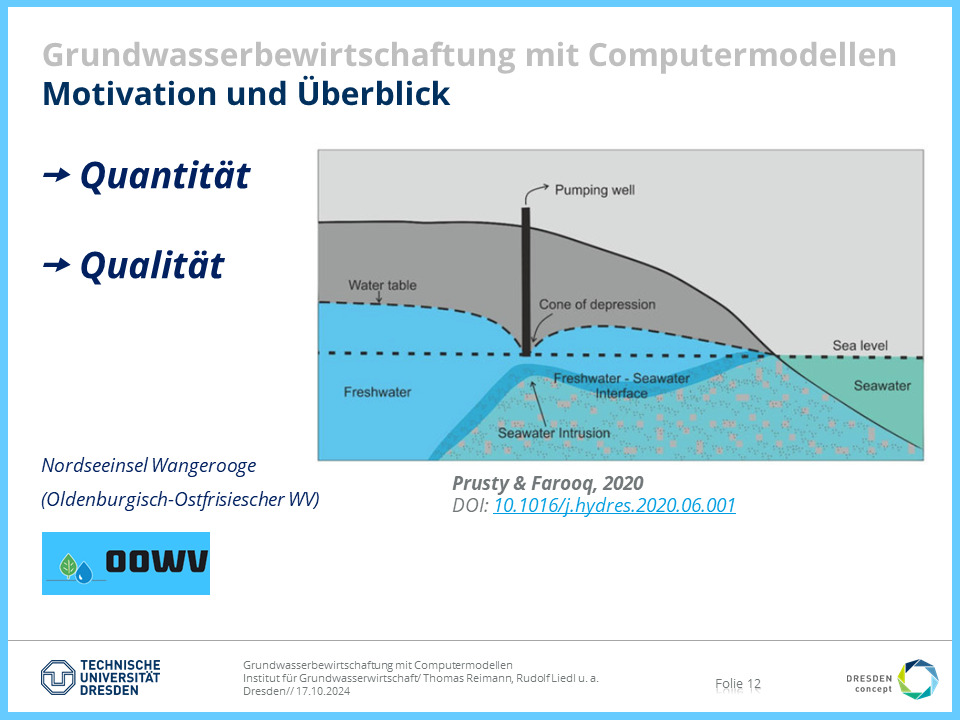 Grundwasserbewirtschaftung mit Computermodellen
Motivation und Überblick
➙ Quantität
➙ Qualität
Pumping well
Water table
Cone of depression
Sea level
Freshwater
Freshwater - Seawater
Interface
Seawater
Seawater Intrusion
Nordseeinsel Wangerooge
(Oldenburgisch-Ostfrisiescher WV)
Prusty & Farooq, 2020
DOI: 10.1016/j.hydres.2020.06.001
OOWV
TECHNISCHE
UNIVERSITÄT
DRESDEN
Grundwasserbewirtschaftung mit Computermodellen
Institut für Grundwasserwirtschaft/ Thomas Reimann, Rudolf Liedl u. a.
Dresden// 17.10.2024
Folie 12
DRESDEN
concept